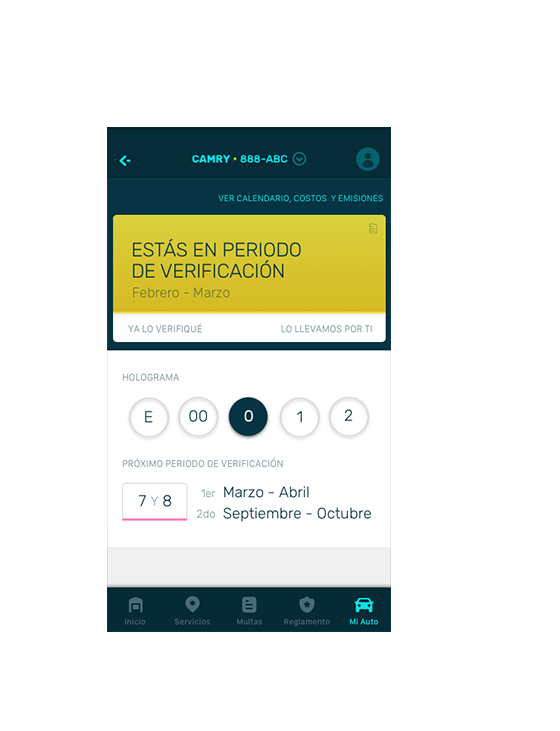 CAMRY • 888-ABC
VER CALENDARIO, COSTOS Y EMISIONES
ESTÁS EN PERIODO
DE VERIFICACIÓN
Febrero - Marzo
YA LO VERIFIQUÉ LO LLEVAMOS POR TI
HOLOGRAMA
E 00 0 1 2
PRÓXIMO PERIODO DE VERIFICACIÓN
7 Y 8 1er Marzo - Abril
2do Septiembre - Octubre
Inicio Servicios Multas Reglamento Mi Auto